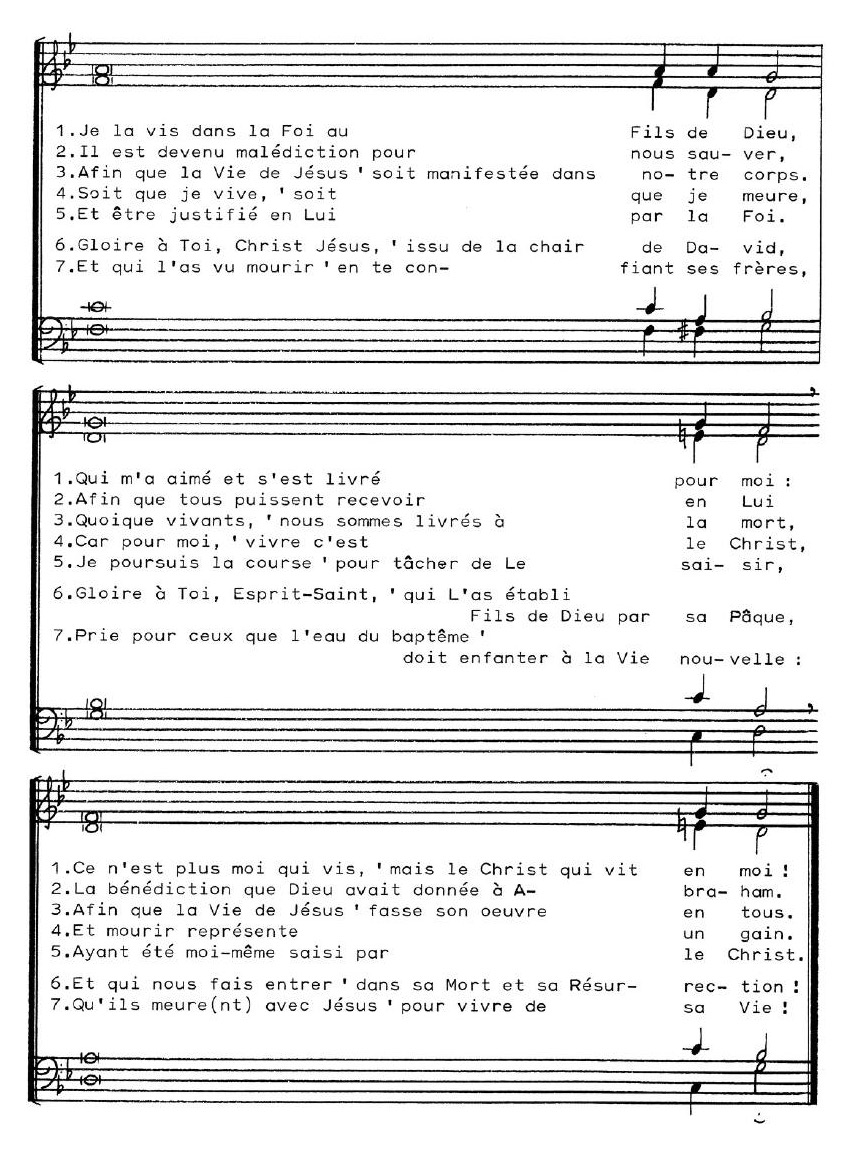 1.Je la vis dans la Foi au Fils de Dieu,
2.Il est devenu malédiction pour nous sau- ver,
3.Afin que la Vie de Jésus ' soit manifestée dans no- tre corps.
4.Soit que je vive, ' soit que je meure,
5.Et être justifié en Lui par la Foi.
6.Gloire à Toi, Christ Jésus, ' issu de la chair de Da- vid,
7.Et qui l'as vu mourir ' en te con- fiant ses frères,
1.Qui m'a aimé et s'est livré pour moi :
2.Afin que tous puissent recevoir en Lui
3.Quoique vivants, ' nous sommes livrés à la mort,
4.Car pour moi, ' vivre c'est le Christ,
5.Je poursuis la course ' pour tâcher de Le sai- sir,
6.Gloire à Toi, Esprit-Saint, ' qui L'as établi
Fils de Dieu par sa Pâque,
7.Prie pour ceux que l'eau du baptême '
doit enfanter à la Vie nou- velle :
1.Ce n'est plus moi qui vis, ' mais le Christ qui vit en moi !
2.La bénédiction que Dieu avait donnée à A- bra- ham.
3.Afin que la Vie de Jésus ' fasse son oeuvre en tous.
4.Et mourir représente un gain.
5.Ayant été moi-même saisi par le Christ.
6.Et qui nous fais entrer ' dans sa Mort et sa Résur- rec- tion !
7.Qu'ils meure(nt) avec Jésus ' pour vivre de sa Vie !